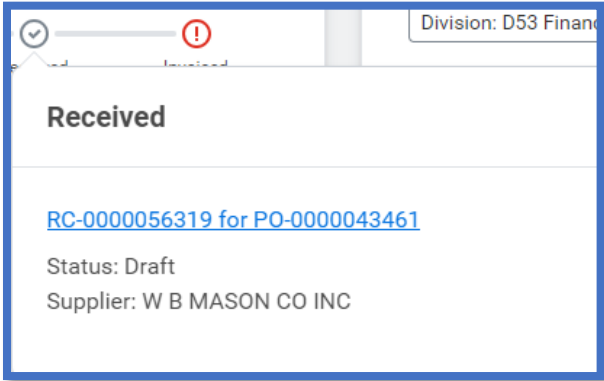 Division: D53 Financ
Received
RC-0000056319 for PO-0000043461
Status: Draft
Supplier: W B MASON CO INC